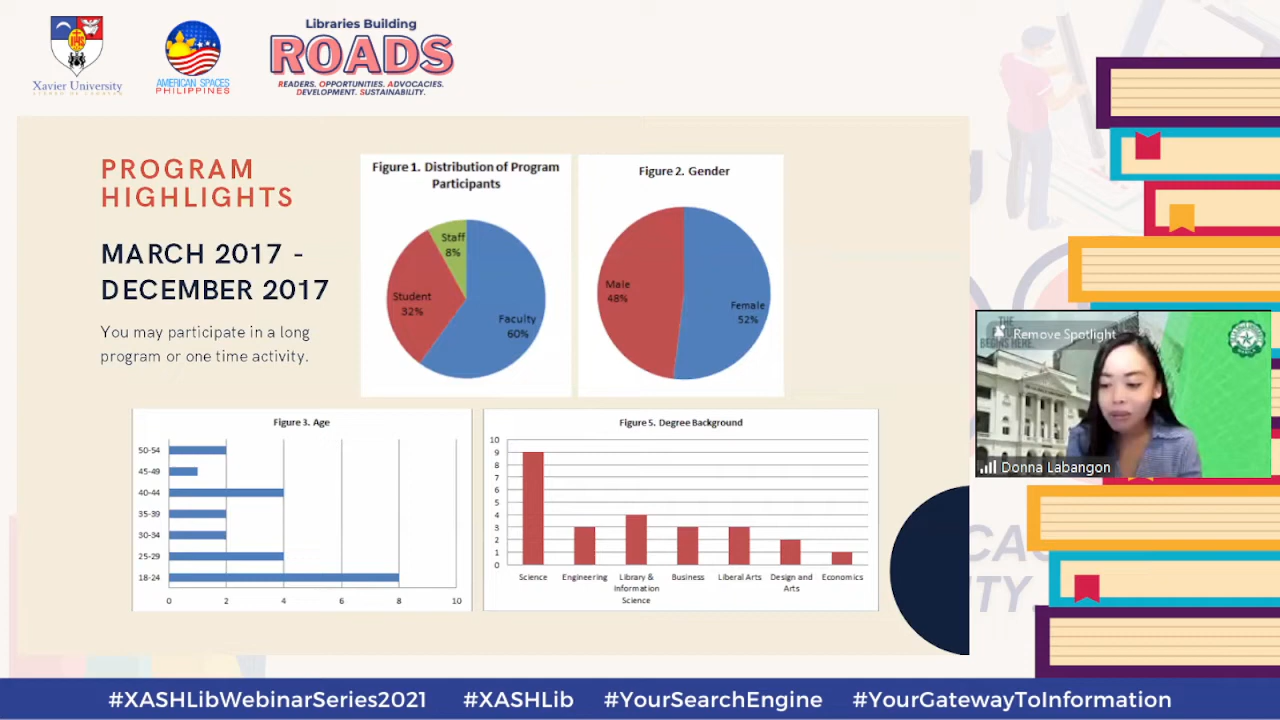 Libraries Building
ROADS
READERS. OPPORTUNITIES. ADVOCACIES.
DEVELOPMENT. SUSTAINABILITY.
Xavier University
AMERICAN SPACES
PHILIPPINES
PROGRAM
HIGHLIGHTS
MARCH 2017 -
DECEMBER 2017
You may participate in a long
program or one time activity.
Figure 1. Distribution of Program
Participants
Staff
8%
Student
32%
Faculty
60%
Figure 2. Gender
Male
48%
Female
52%
Figure 3. Age
50-54
45-49
40-44
35-39
30-34
25-29
18-24
0 2 4 6 8 10
Figure 5. Degree Background
10
9
8
7
6
5
4
3
2
1
0
Science Engineering Library & Business Liberal Arts Design and Economics
Information Arts
Science
THE
BEGINS HERE.
Remove Spotlight
Donna Labangon
#XASHLibWebinarSeries2021 #XASHLib #YourSearchEngine #YourGatewayToInformation